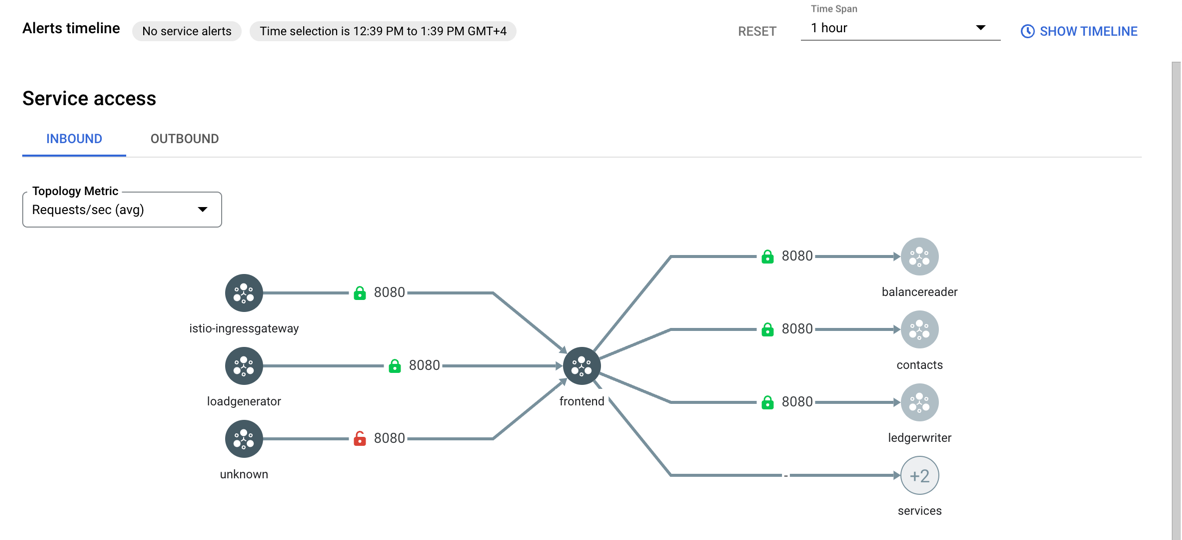 Alerts timeline
No service alerts
Time selection is 12:39 PM to 1:39 PM GMT+4
RESET
Time Span
1 hour
SHOW TIMELINE
Service access
INBOUND
OUTBOUND
Topology Metric
Requests/sec (avg)
8080
istio-ingressgateway
8080
loadgenerator
8080
unknown
frontend
8080
balancereader
8080
contacts
8080
ledgerwriter
-
+2
services